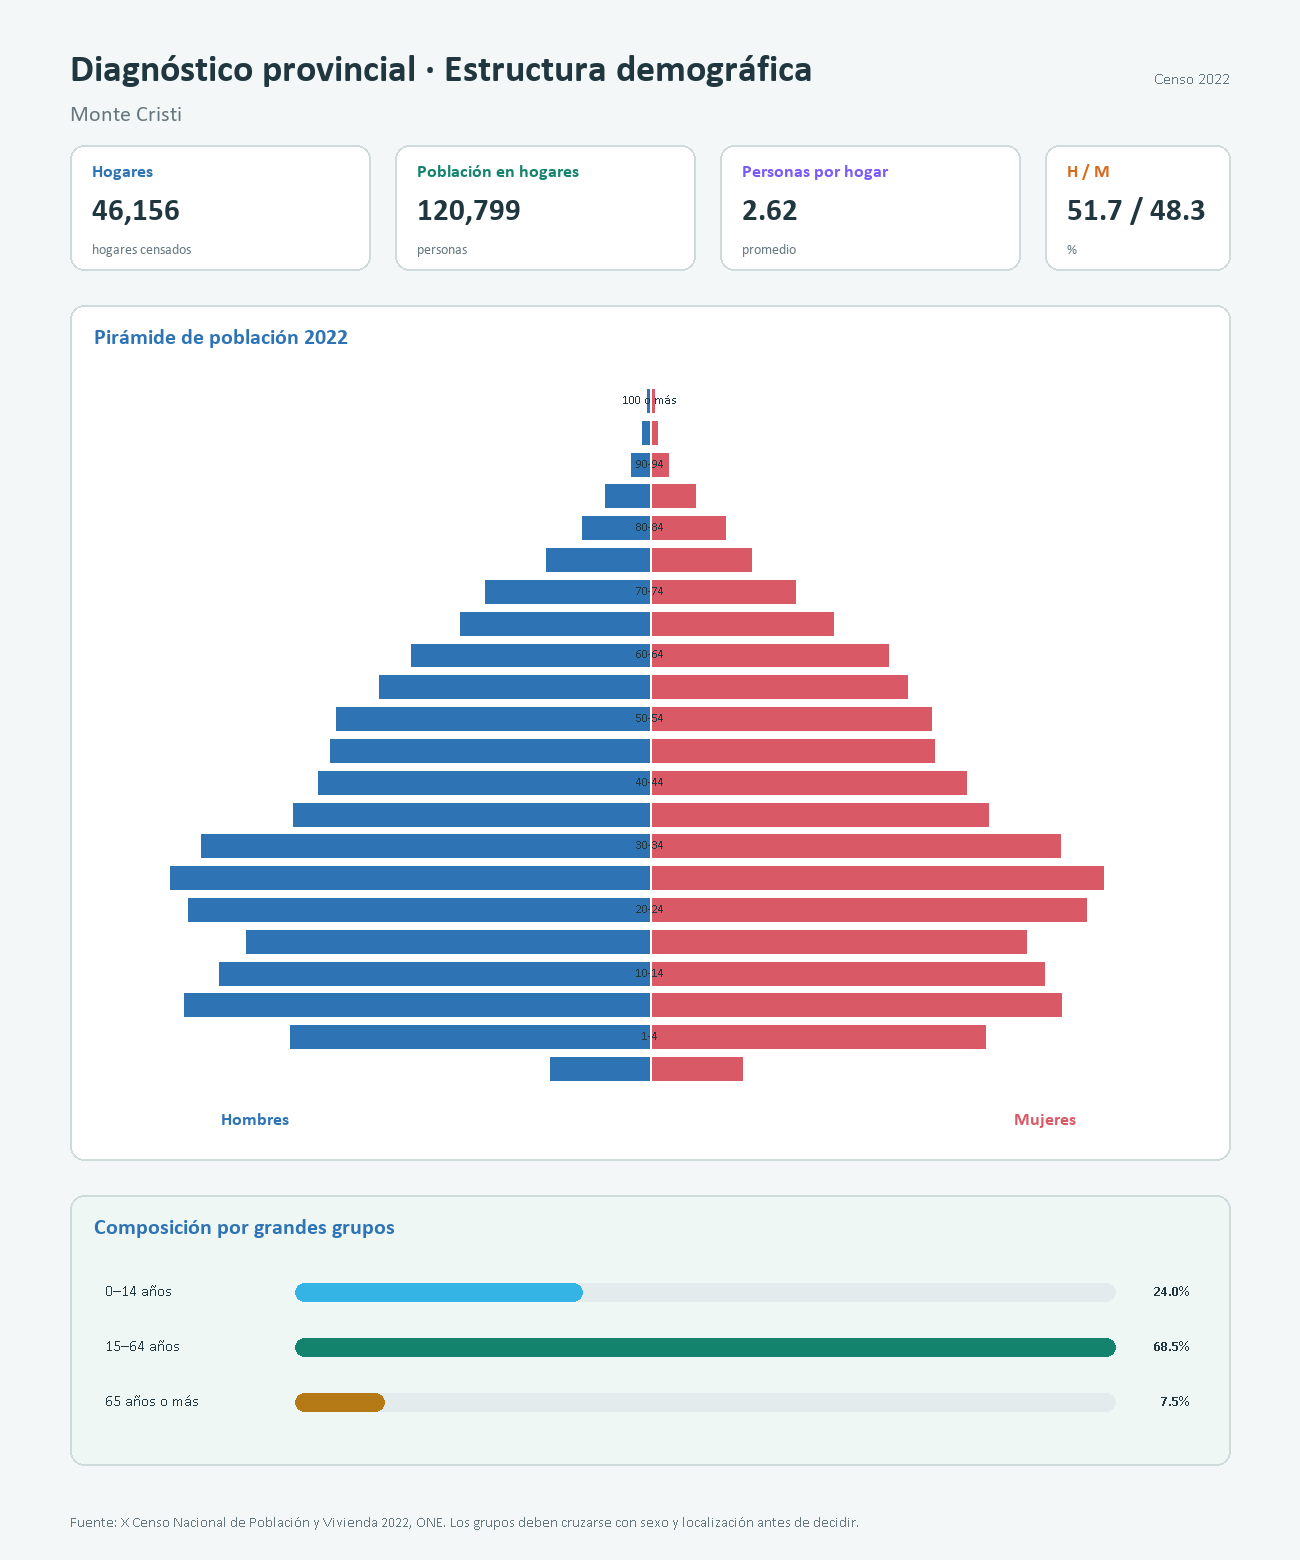 Diagnóstico provincial · Estructura demográfica
Censo 2022
Monte Cristi
Hogares
46,156
hogares censados
Población en hogares
120,799
personas
Personas por hogar
2.62
promedio
H / M
51.7 / 48.3
%
Pirámide de población 2022
100 o más
90-94
80-84
70-74
60-64
50-54
40-44
30-34
20-24
10-14
1-4
Hombres
Mujeres
Composición por grandes grupos
0–14 años
24.0%
15–64 años
68.5%
65 años o más
7.5%
Fuente: X Censo Nacional de Población y Vivienda 2022, ONE. Los grupos deben cruzarse con sexo y localización antes de decidir.